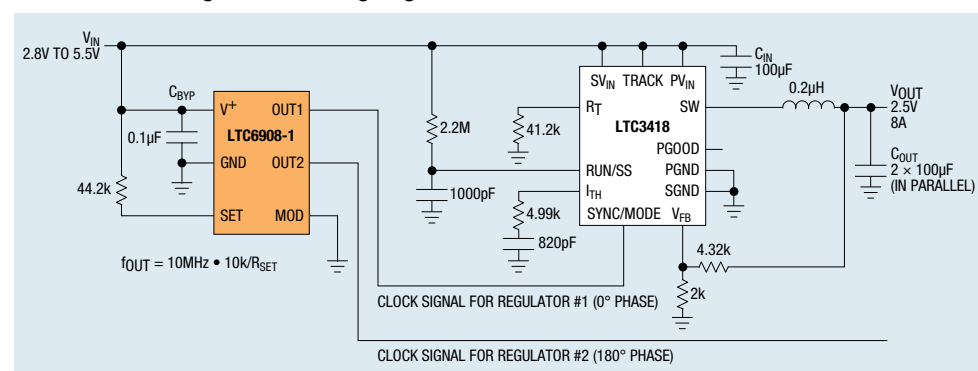 VIN
2.8V TO 5.5V
CBYP
0.1µF
44.2k
V+
OUT1
LTC6908-1
GND
OUT2
SET
MOD
fOUT = 10MHz • 10k/RSET
2.2M
1000pF
41.2k
4.99k
820pF
SVIN TRACK PVIN
RT
SW
LTC3418
PGOOD
RUN/SS
PGND
ITH
SGND
SYNC/MODE VFB
CIN
100µF
0.2µH
VOUT
2.5V
8A
COUT
2 × 100µF
(IN PARALLEL)
4.32k
2k
CLOCK SIGNAL FOR REGULATOR #1 (0° PHASE)
CLOCK SIGNAL FOR REGULATOR #2 (180° PHASE)